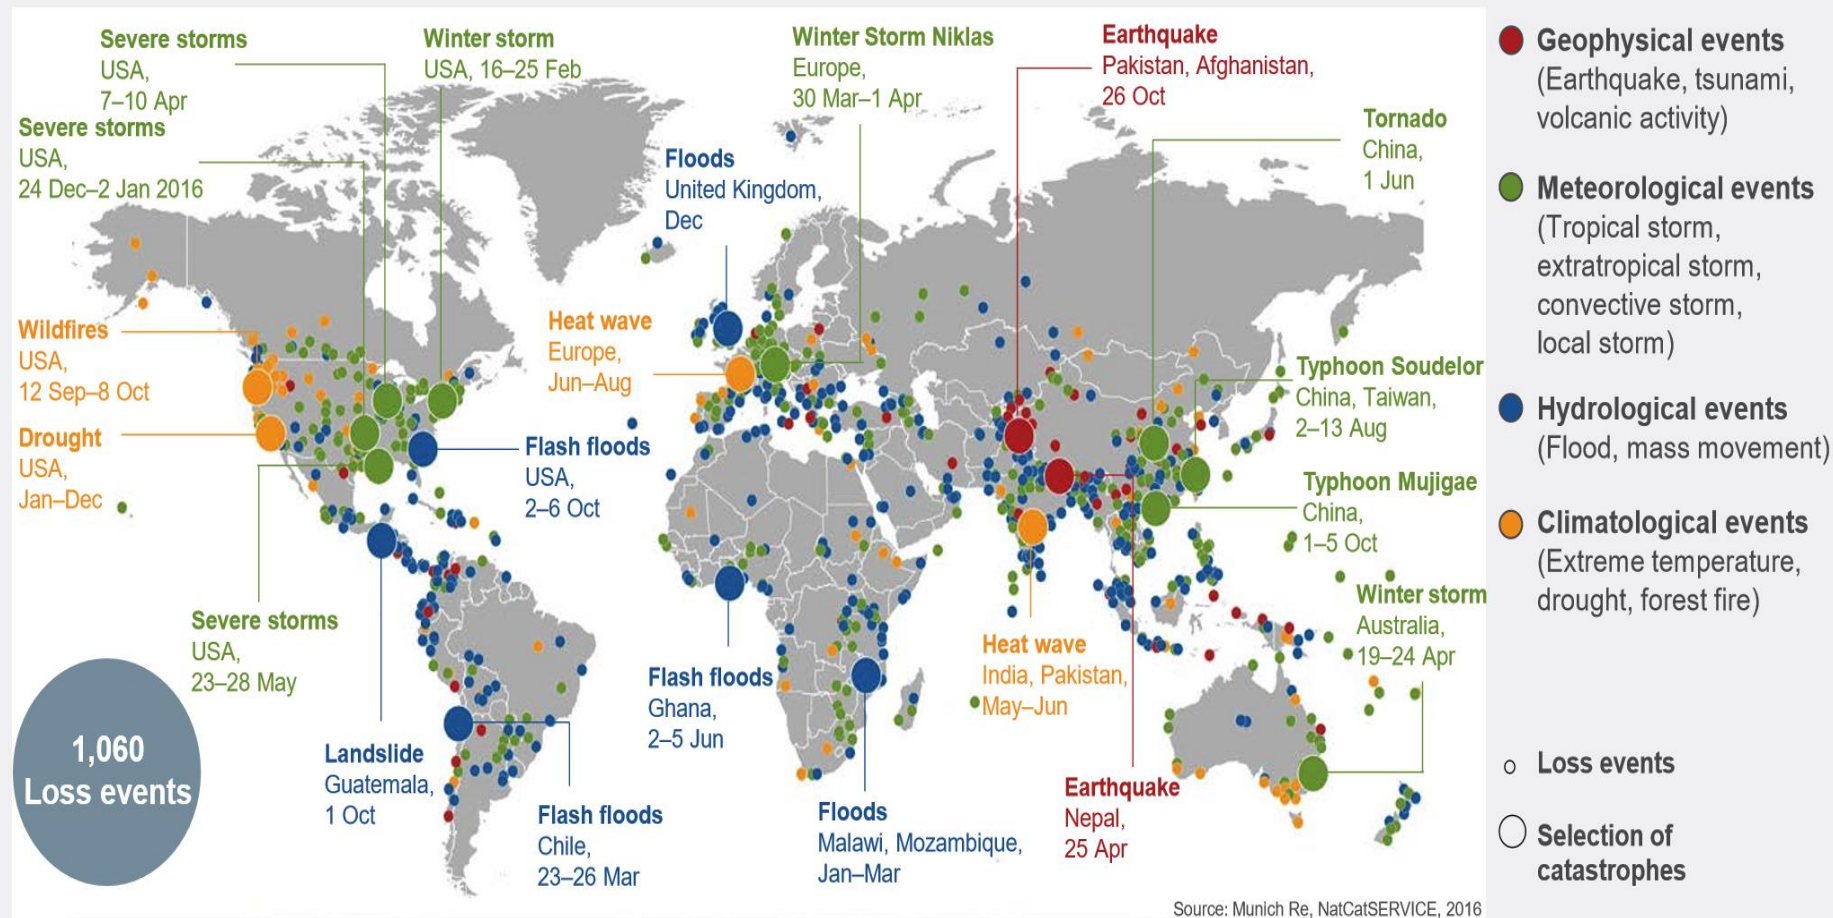 Severe storms
USA,
7–10 Apr
Winter storm
USA, 16–25 Feb
Winter Storm Niklas
Europe,
30 Mar–1 Apr
Earthquake
Pakistan, Afghanistan,
26 Oct
Tornado
China,
1 Jun
Severe storms
USA,
24 Dec–2 Jan 2016
Floods
United Kingdom,
Dec
Wildfires
USA,
12 Sep–8 Oct
Heat wave
Europe,
Jun–Aug
Typhoon Soudelor
China, Taiwan,
2–13 Aug
Drought
USA,
Jan–Dec
Flash floods
USA,
2–6 Oct
Typhoon Mujigae
China,
1–5 Oct
Severe storms
USA,
23–28 May
Winter storm
Australia,
19–24 Apr
Heat wave
India, Pakistan,
May–Jun
Flash floods
Ghana,
2–5 Jun
Landslide
Guatemala,
1 Oct
Flash floods
Chile,
23–26 Mar
Floods
Malawi, Mozambique,
Jan–Mar
Earthquake
Nepal,
25 Apr
1,060
Loss events
Geophysical events
(Earthquake, tsunami,
volcanic activity)
Meteorological events
(Tropical storm,
extratropical storm,
convective storm,
local storm)
Hydrological events
(Flood, mass movement)
Climatological events
(Extreme temperature,
drought, forest fire)
Loss events
Selection of
catastrophes
Source: Munich Re, NatCatSERVICE, 2016